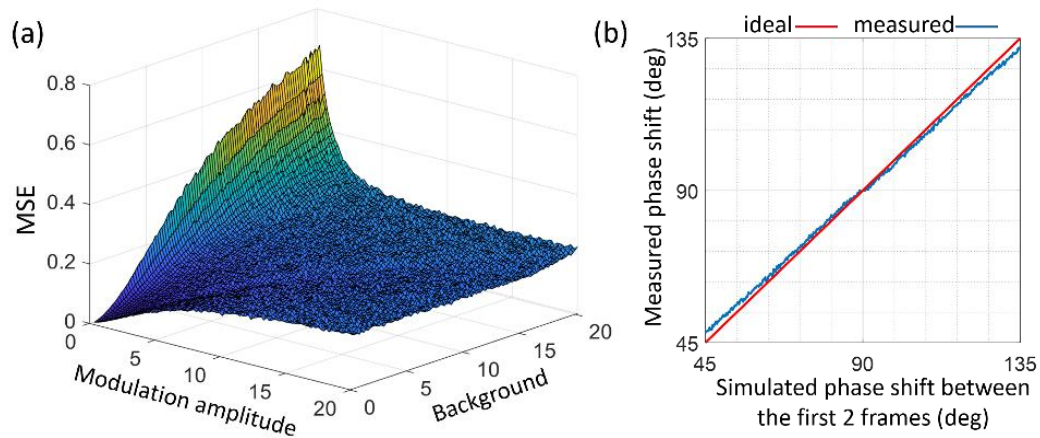 (a)
0.8
0.6
0.4
0.2
0
MSE
0
5
10
15
20
Modulation amplitude
0
5
10
15
20
Background
(b)
ideal measured
135
90
45
Measured phase shift (deg)
45 90 135
Simulated phase shift between
the first 2 frames (deg)